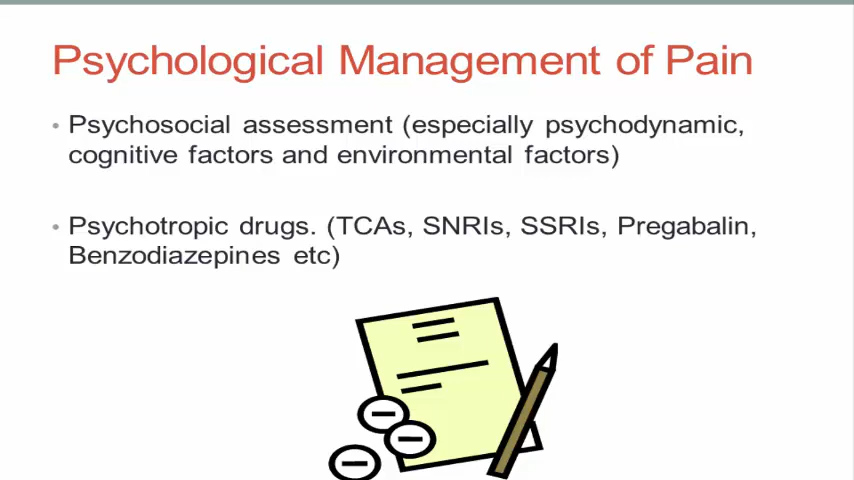 Psychological Management of Pain
• Psychosocial assessment (especially psychodynamic,
cognitive factors and environmental factors)
• Psychotropic drugs. (TCAs, SNRIs, SSRIs, Pregabalin,
Benzodiazepines etc)